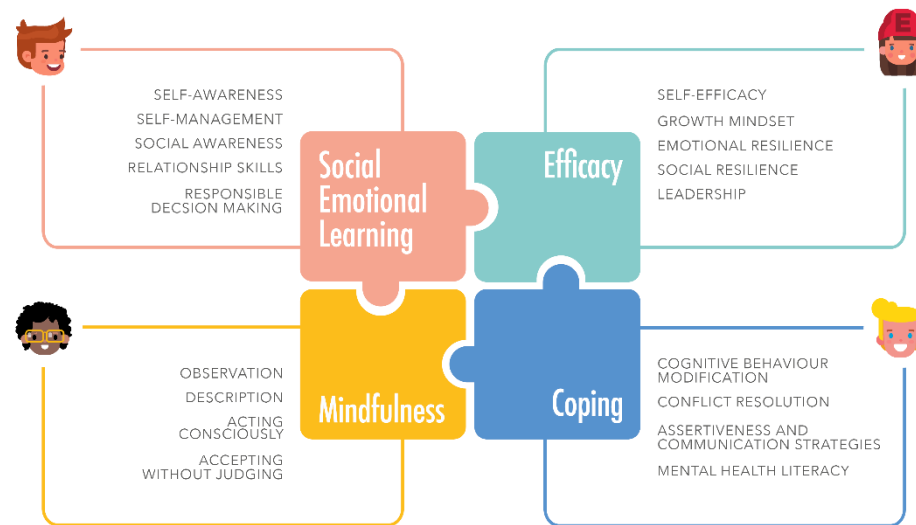 SELF-AWARENESS
SELF-MANAGEMENT
SOCIAL AWARENESS
RELATIONSHIP SKILLS
RESPONSIBLE
DECSION MAKING
Social
Emotional
Learning
E
Efficacy
SELF-EFFICACY
GROWTH MINDSET
EMOTIONAL RESILIENCE
SOCIAL RESILIENCE
LEADERSHIP
OBSERVATION
DESCRIPTION
ACTING
CONSCIOUSLY
ACCEPTING
WITHOUT JUDGING
Mindfulness
Coping
COGNITIVE BEHAVIOUR
MODIFICATION
CONFLICT RESOLUTION
ASSERTIVENESS AND
COMMUNICATION STRATEGIES
MENTAL HEALTH LITERACY